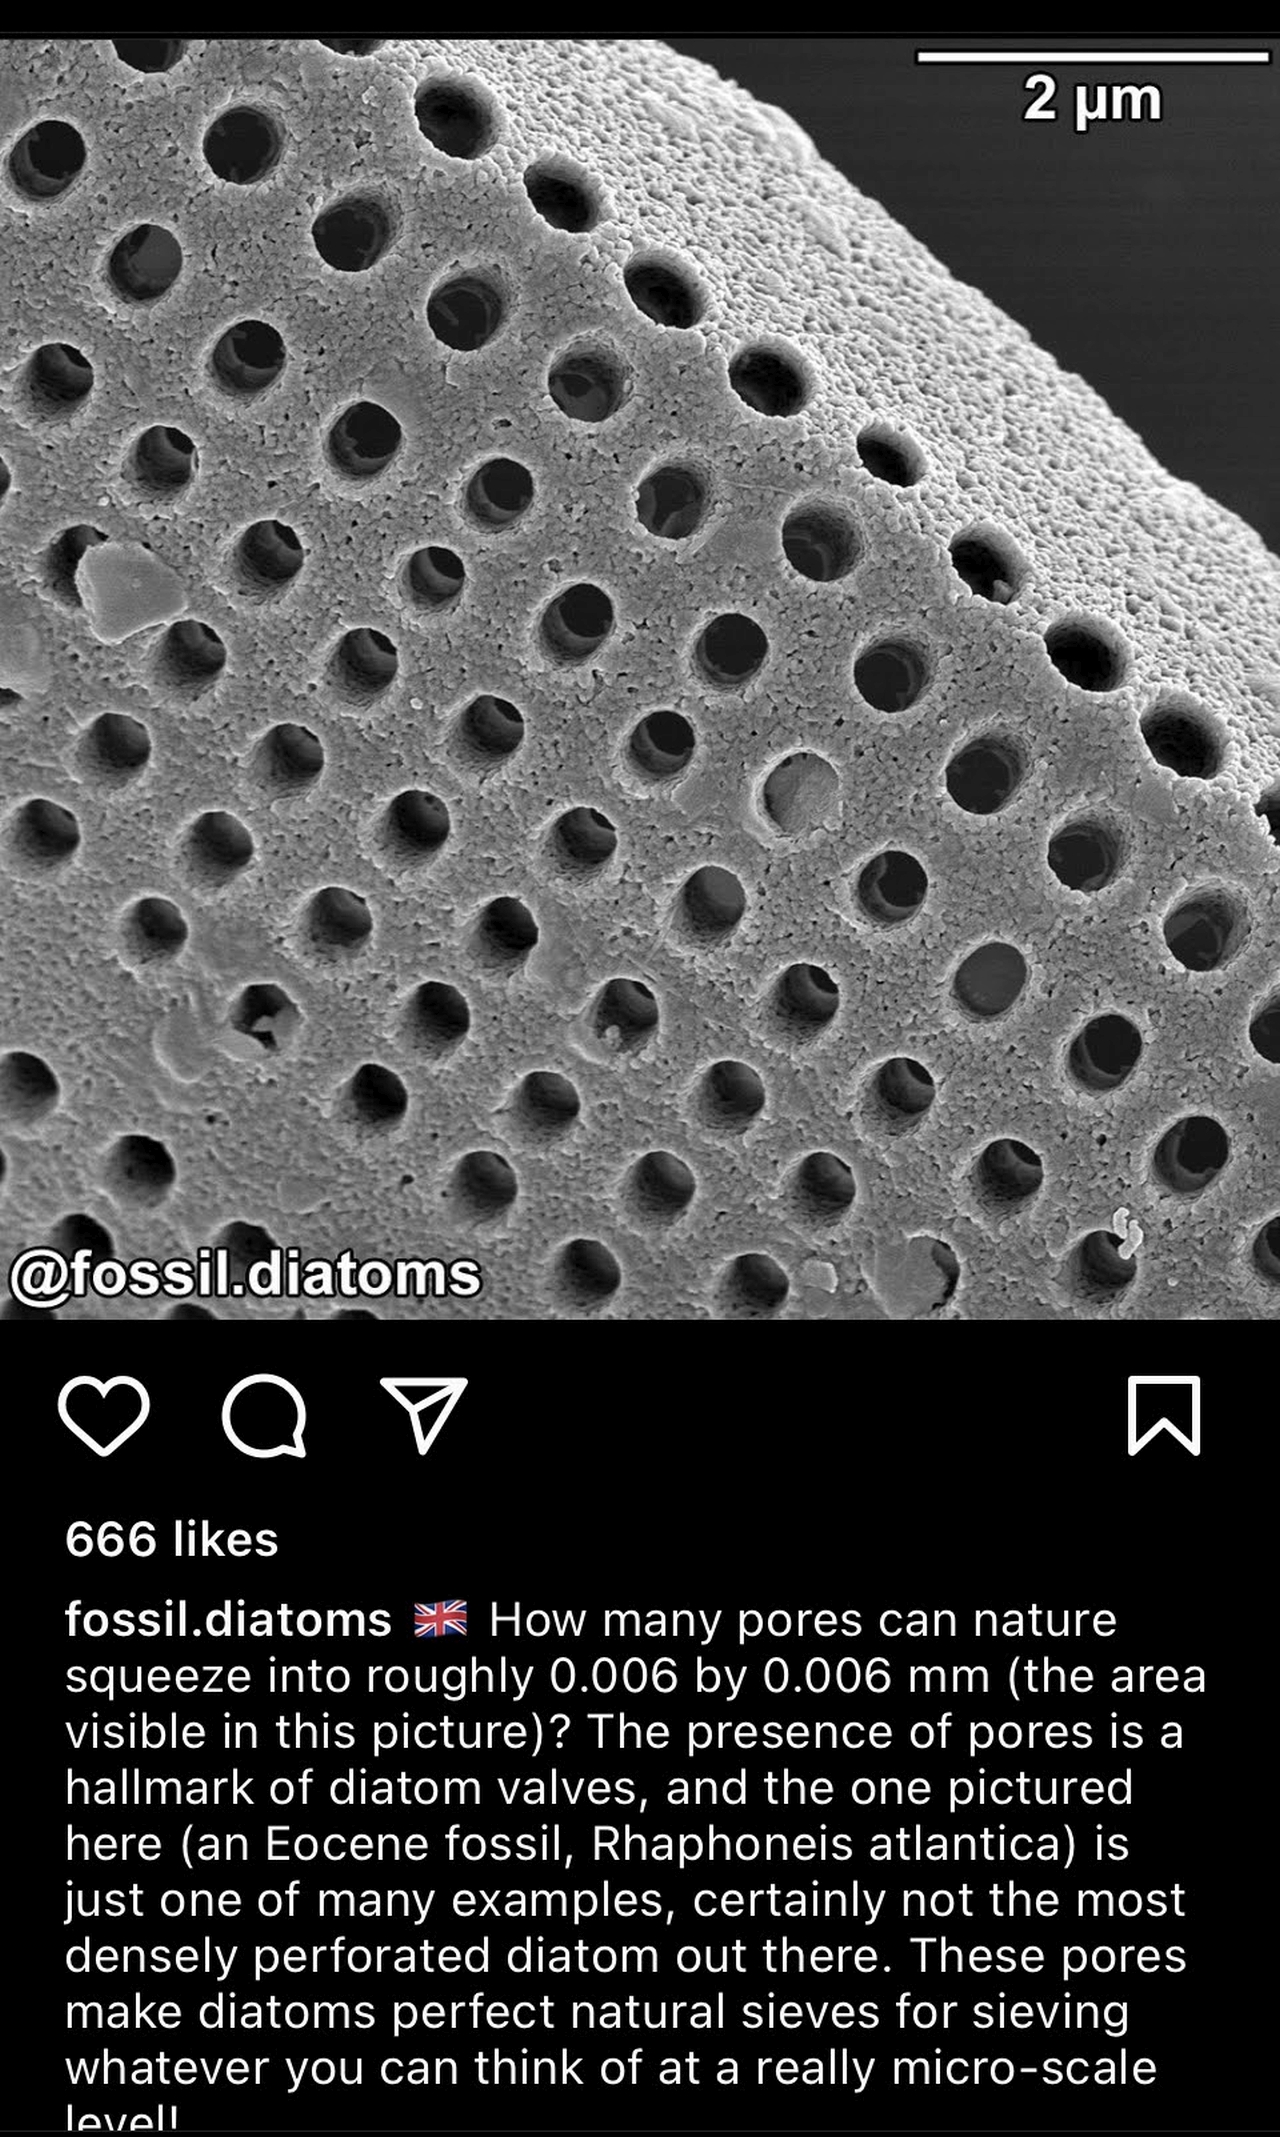 2 µm
@fossil.diatoms
666 likes
fossil.diatoms 🇬🇧 How many pores can nature
squeeze into roughly 0.006 by 0.006 mm (the area
visible in this picture)? The presence of pores is a
hallmark of diatom valves, and the one pictured
here (an Eocene fossil, Rhaphoneis atlantica) is
just one of many examples, certainly not the most
densely perforated diatom out there. These pores
make diatoms perfect natural sieves for sieving
whatever you can think of at a really micro-scale
level!